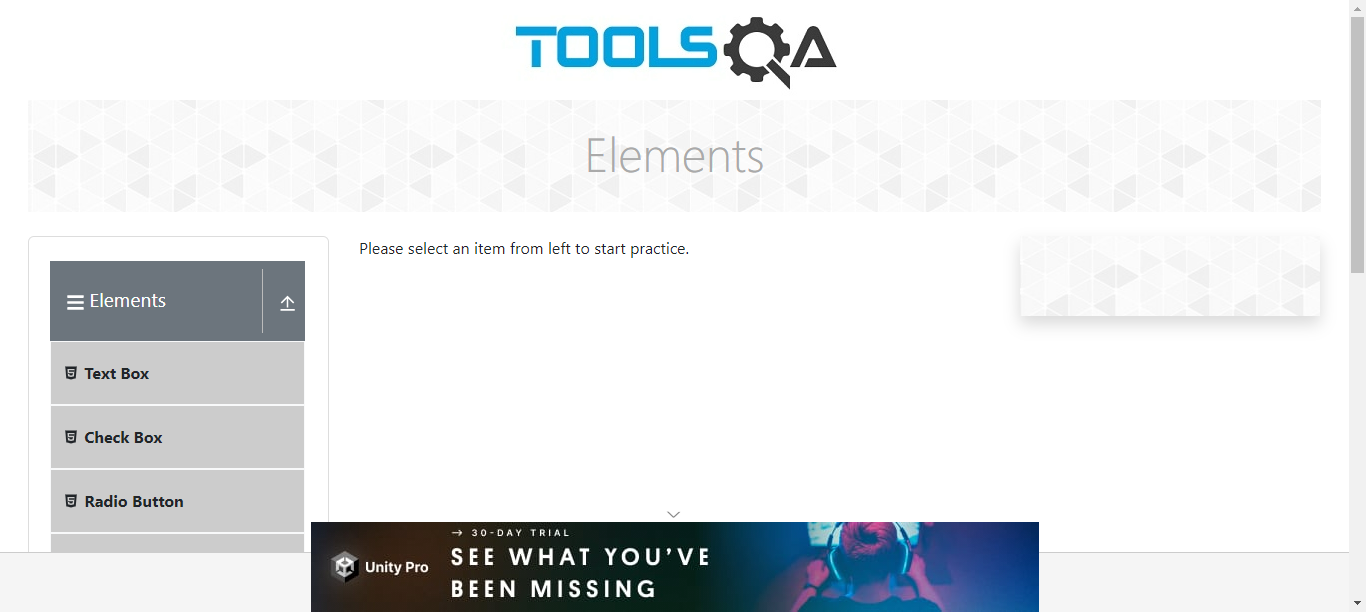 TOOLSQA
Elements
Elements
Text Box
Check Box
Radio Button
Please select an item from left to start practice.
Unity Pro
→ 30-DAY TRIAL
SEE WHAT YOU'VE
BEEN MISSING